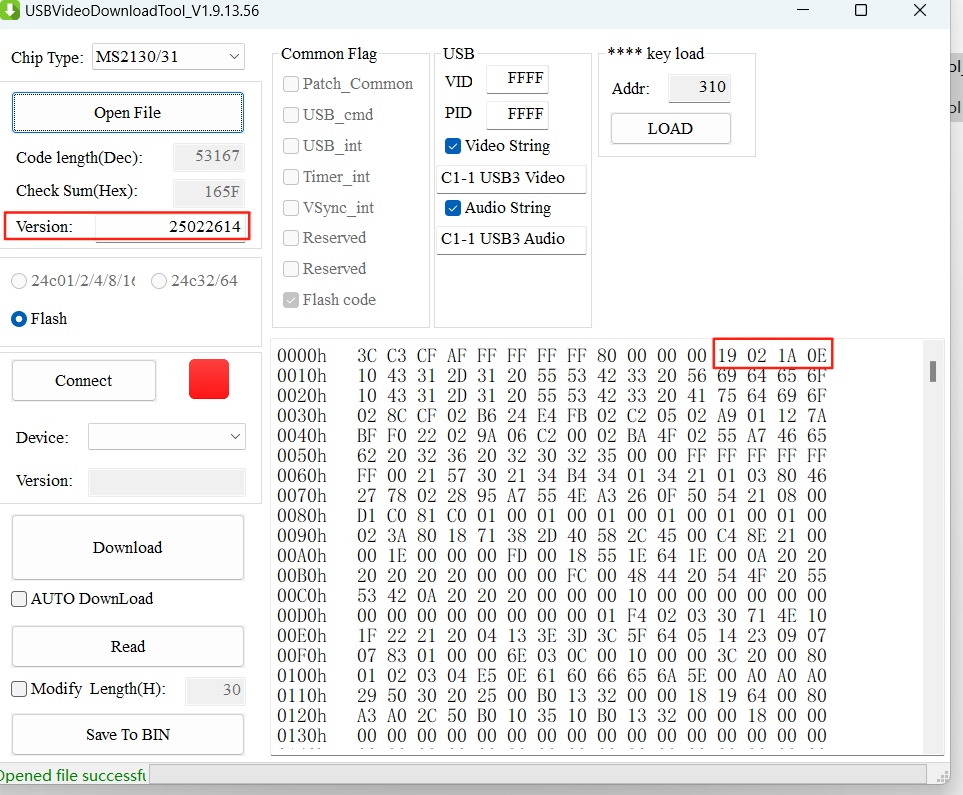 USBVideoDownloadTool_V1.9.13.56
Chip Type: MS2130/31
Open File
Code length(Dec): 53167
Check Sum(Hex): 165F
Version: 25022614
24c01/2/4/8/16 24c32/64
Flash
Connect
Device:
Version:
Download
AUTO DownLoad
Read
Modify Length(H): 30
Save To BIN
Common Flag
Patch_Common
USB_cmd
USB_int
Timer_int
VSync_int
Reserved
Reserved
Flash code
USB
VID FFFF
PID FFFF
Video String
C1-1 USB3 Video
Audio String
C1-1 USB3 Audio
**** key load
Addr: 310
LOAD
0000h 3C C3 CF AF FF FF FF FF 80 00 00 00 19 02 1A 0E
0010h 10 43 31 2D 31 20 55 53 42 33 20 56 69 64 65 6F
0020h 10 43 31 2D 31 20 55 53 42 33 20 41 75 64 69 6F
0030h 02 8C CF 02 B6 24 E4 FB 02 C2 05 02 A9 01 12 7A
0040h BF F0 22 02 9A 06 C2 00 02 BA 4F 02 55 A7 46 65
0050h 62 20 32 36 20 32 30 32 35 00 00 FF FF FF FF FF
0060h FF 00 21 57 30 21 34 B4 34 01 34 21 01 03 80 46
0070h 27 78 02 28 95 A7 55 4E A3 26 0F 50 54 21 08 00
0080h D1 C0 81 C0 01 00 01 00 01 00 01 00 01 00 01 00
0090h 02 3A 80 18 71 38 2D 40 58 2C 45 00 C4 8E 21 00
00A0h 00 1E 00 00 00 FD 00 18 55 1E 64 1E 00 0A 20 20
00B0h 20 20 20 20 00 00 00 FC 00 48 44 20 54 4F 20 55
00C0h 53 42 0A 20 20 20 00 00 00 10 00 00 00 00 00 00
00D0h 00 00 00 00 00 00 00 00 01 F4 02 03 30 71 4E 10
00E0h 1F 22 21 20 04 13 3E 3D 3C 5F 64 05 14 23 09 07
00F0h 07 83 01 00 00 6E 03 0C 00 10 00 00 3C 20 00 80
0100h 01 02 03 04 E5 0E 61 60 66 65 6A 5E 00 A0 A0 A0
0110h 29 50 30 20 25 00 B0 13 32 00 00 18 19 64 00 80
0120h A3 A0 2C 50 B0 10 35 10 B0 13 32 00 00 18 00 00
0130h 00 00 00 00 00 00 00 00 00 00 00 00 00 00 00 00
Opened file successfu